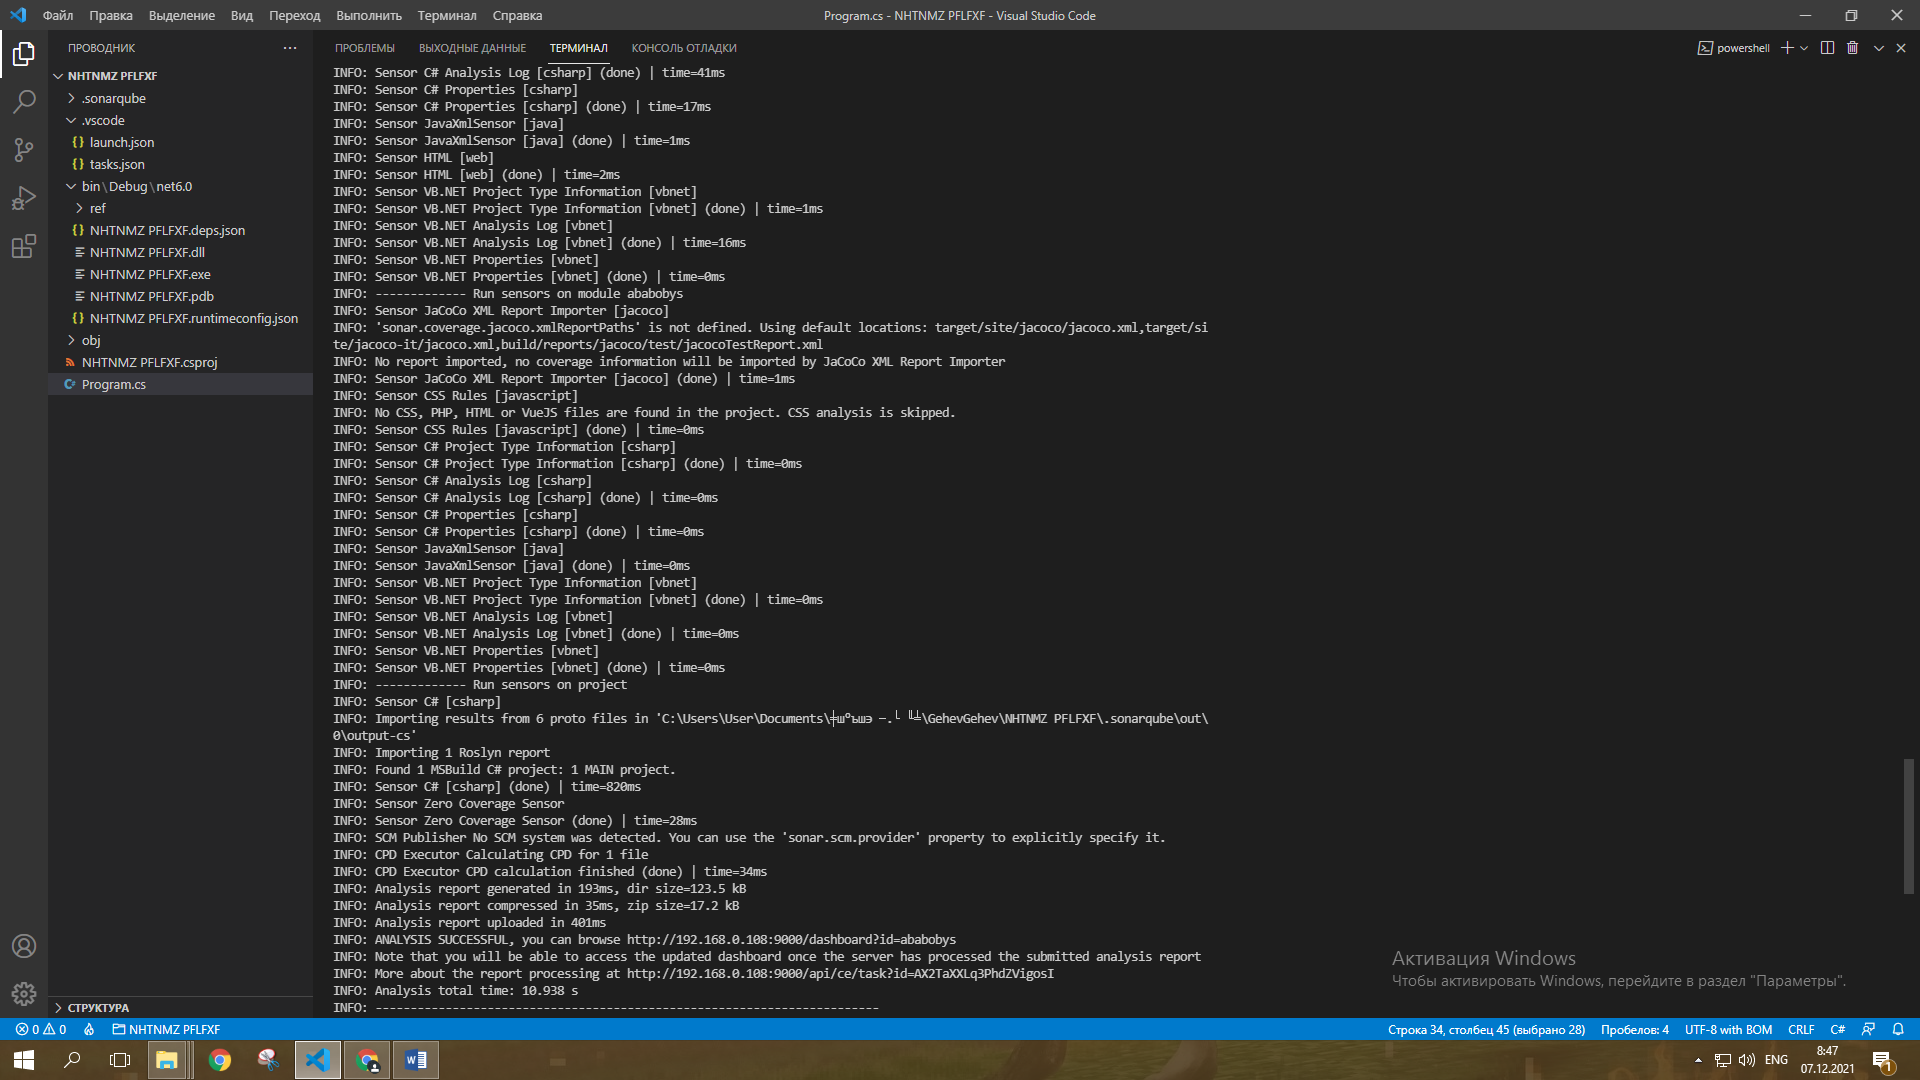 Файл Правка Выделение Вид Переход Выполнить Терминал Справка
Program.cs - NHTNMZ PFLFXF - Visual Studio Code
ПРОВОДНИК
NHTNMZ PFLFXF
.sonarqube
.vscode
launch.json
tasks.json
bin\Debug\net6.0
ref
NHTNMZ PFLFXF.deps.json
NHTNMZ PFLFXF.dll
NHTNMZ PFLFXF.exe
NHTNMZ PFLFXF.pdb
NHTNMZ PFLFXF.runtimeconfig.json
obj
NHTNMZ PFLFXF.csproj
Program.cs
СТРУКТУРА
ПРОБЛЕМЫ ВЫХОДНЫЕ ДАННЫЕ ТЕРМИНАЛ КОНСОЛЬ ОТЛАДКИ
powershell
INFO: Sensor C# Analysis Log [csharp] (done) | time=41ms
INFO: Sensor C# Properties [csharp]
INFO: Sensor C# Properties [csharp] (done) | time=17ms
INFO: Sensor JavaXmlSensor [java]
INFO: Sensor JavaXmlSensor [java] (done) | time=1ms
INFO: Sensor HTML [web]
INFO: Sensor HTML [web] (done) | time=2ms
INFO: Sensor VB.NET Project Type Information [vbnet]
INFO: Sensor VB.NET Project Type Information [vbnet] (done) | time=1ms
INFO: Sensor VB.NET Analysis Log [vbnet]
INFO: Sensor VB.NET Analysis Log [vbnet] (done) | time=16ms
INFO: Sensor VB.NET Properties [vbnet]
INFO: Sensor VB.NET Properties [vbnet] (done) | time=0ms
INFO: ------------- Run sensors on module ababobys
INFO: Sensor JaCoCo XML Report Importer [jacoco]
INFO: 'sonar.coverage.jacoco.xmlReportPaths' is not defined. Using default locations: target/site/jacoco/jacoco.xml,target/si
te/jacoco-it/jacoco.xml,build/reports/jacoco/test/jacocoTestReport.xml
INFO: No report imported, no coverage information will be imported by JaCoCo XML Report Importer
INFO: Sensor JaCoCo XML Report Importer [jacoco] (done) | time=1ms
INFO: Sensor CSS Rules [javascript]
INFO: No CSS, PHP, HTML or VueJS files are found in the project. CSS analysis is skipped.
INFO: Sensor CSS Rules [javascript] (done) | time=0ms
INFO: Sensor C# Project Type Information [csharp]
INFO: Sensor C# Project Type Information [csharp] (done) | time=0ms
INFO: Sensor C# Analysis Log [csharp]
INFO: Sensor C# Analysis Log [csharp] (done) | time=0ms
INFO: Sensor C# Properties [csharp]
INFO: Sensor C# Properties [csharp] (done) | time=0ms
INFO: Sensor JavaXmlSensor [java]
INFO: Sensor JavaXmlSensor [java] (done) | time=0ms
INFO: Sensor VB.NET Project Type Information [vbnet]
INFO: Sensor VB.NET Project Type Information [vbnet] (done) | time=0ms
INFO: Sensor VB.NET Analysis Log [vbnet]
INFO: Sensor VB.NET Analysis Log [vbnet] (done) | time=0ms
INFO: Sensor VB.NET Properties [vbnet]
INFO: Sensor VB.NET Properties [vbnet] (done) | time=0ms
INFO: ------------- Run sensors on project
INFO: Sensor C# [csharp]
INFO: Importing results from 6 proto files in 'C:\Users\User\Documents\╪шºъшэ ─.└ ╙╩\GehevGehev\NHTNMZ PFLFXF\.sonarqube\out\
0\output-cs'
INFO: Importing 1 Roslyn report
INFO: Found 1 MSBuild C# project: 1 MAIN project.
INFO: Sensor C# [csharp] (done) | time=820ms
INFO: Sensor Zero Coverage Sensor
INFO: Sensor Zero Coverage Sensor (done) | time=28ms
INFO: SCM Publisher No SCM system was detected. You can use the 'sonar.scm.provider' property to explicitly specify it.
INFO: CPD Executor Calculating CPD for 1 file
INFO: CPD Executor CPD calculation finished (done) | time=34ms
INFO: Analysis report generated in 193ms, dir size=123.5 kB
INFO: Analysis report compressed in 35ms, zip size=17.2 kB
INFO: Analysis report uploaded in 401ms
INFO: ANALYSIS SUCCESSFUL, you can browse http://192.168.0.108:9000/dashboard?id=ababobys
INFO: Note that you will be able to access the updated dashboard once the server has processed the submitted analysis report
INFO: More about the report processing at http://192.168.0.108:9000/api/ce/task?id=AX2TaXXLq3PhdZVigosI
INFO: Analysis total time: 10.938 s
INFO: ------------------------------------------------------------------------
Активация Windows
Чтобы активировать Windows, перейдите в раздел "Параметры".
0 0 NHTNMZ PFLFXF
Строка 34, столбец 45 (выбрано 28) Пробелов: 4 UTF-8 with BOM CRLF C#
ENG
8:47
07.12.2021
1